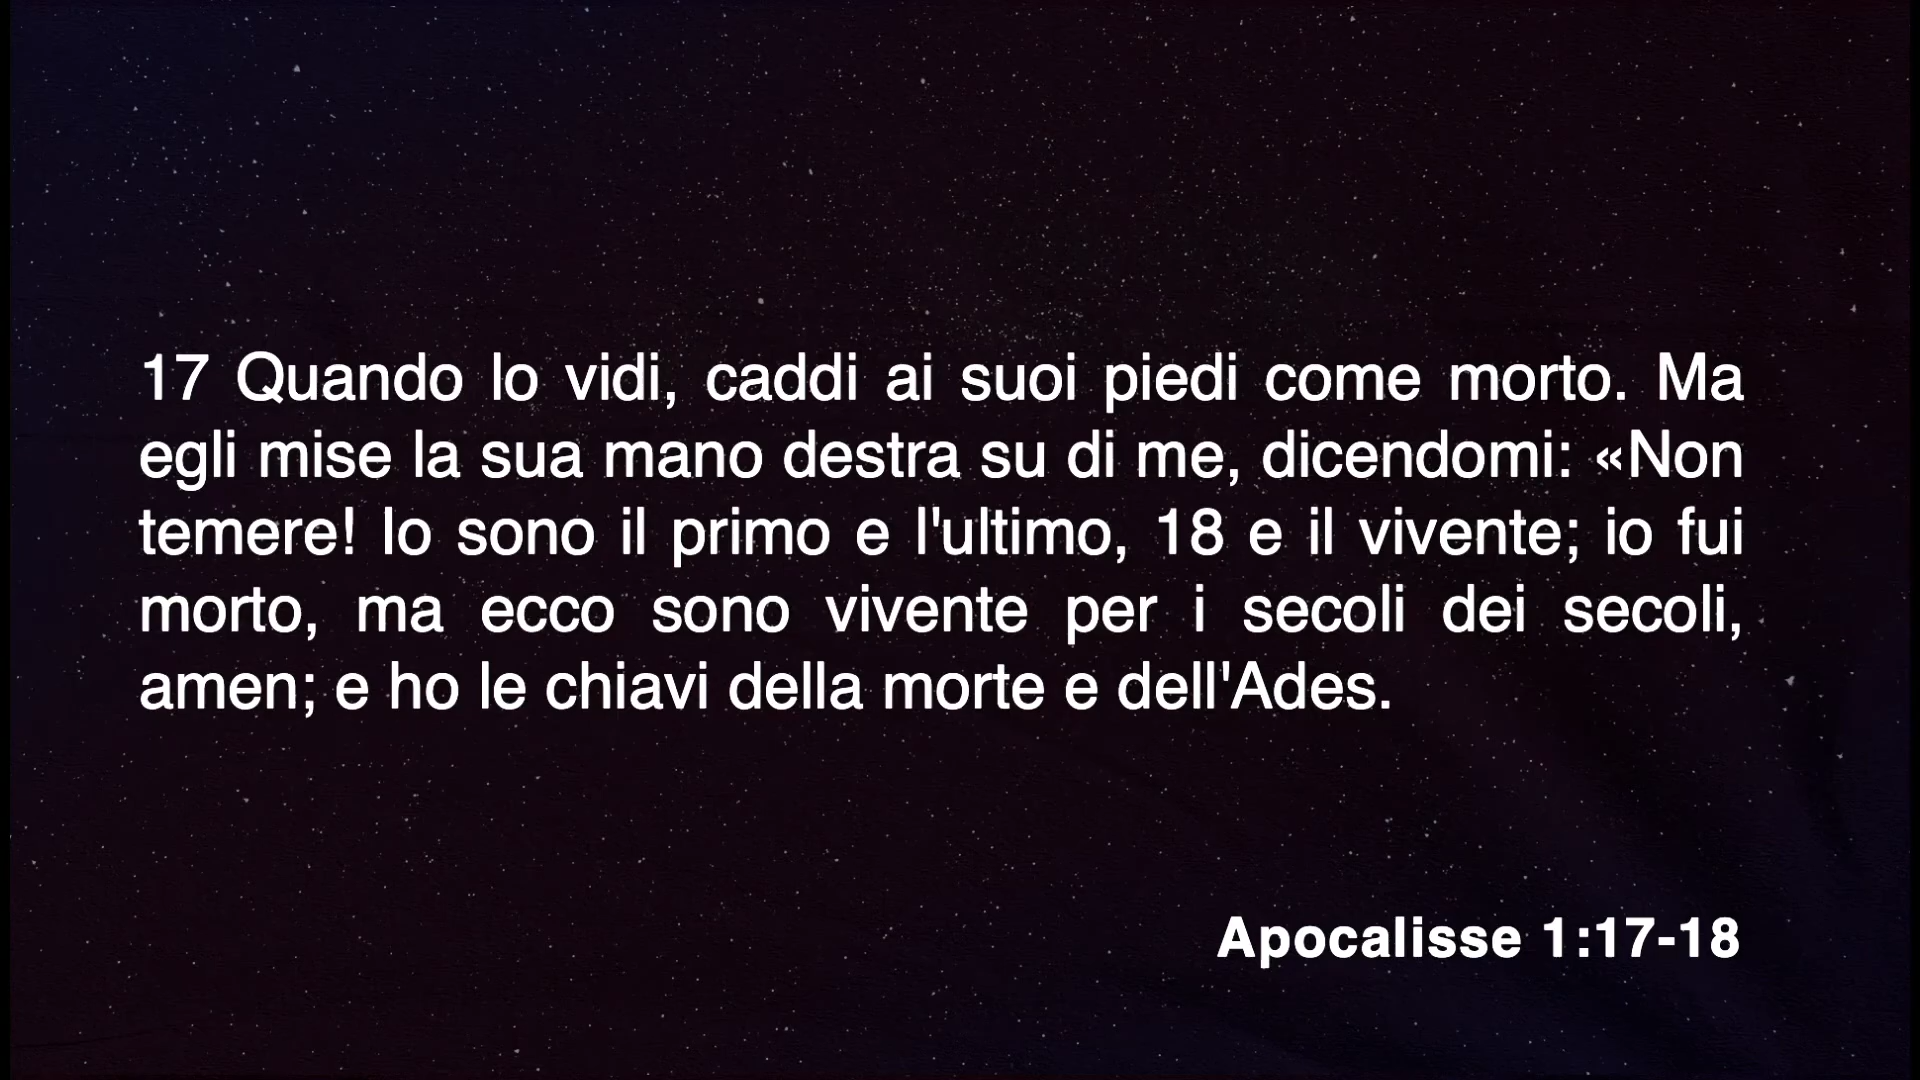 17 Quando lo vidi, caddi ai suoi piedi come morto. Ma
egli mise la sua mano destra su di me, dicendomi: «Non
temere! Io sono il primo e l'ultimo, 18 e il vivente; io fui
morto, ma ecco sono vivente per i secoli dei secoli,
amen; e ho le chiavi della morte e dell'Ades.
Apocalisse 1:17-18